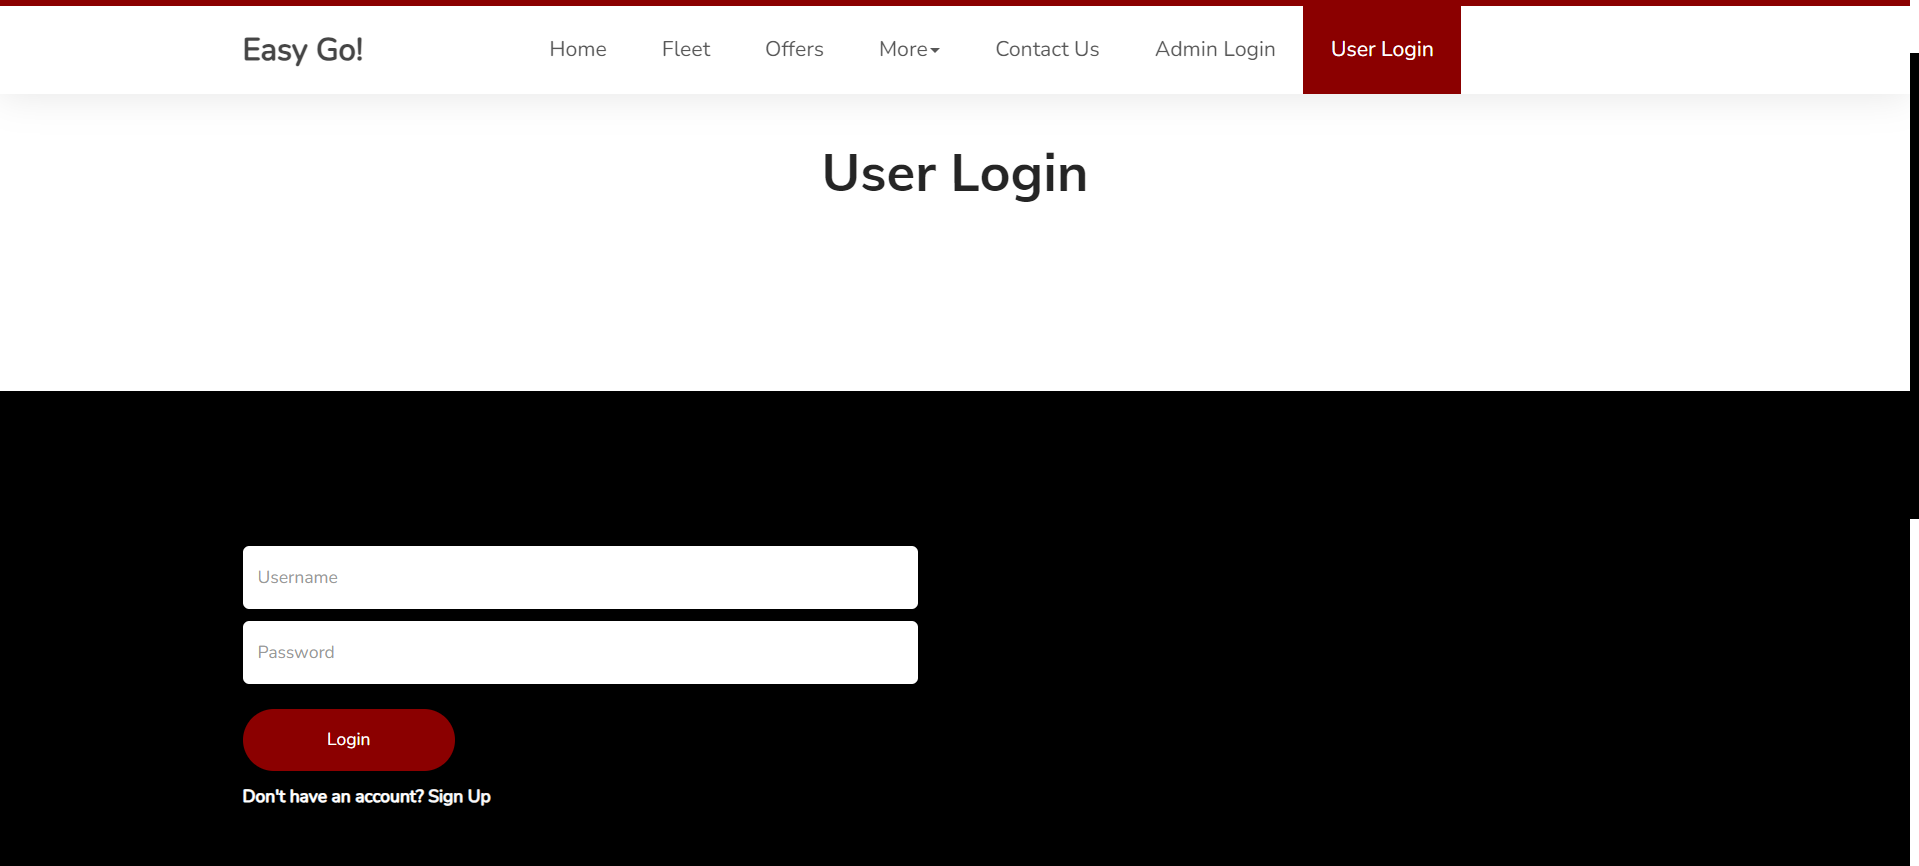 Easy Go! Home Fleet Offers More Contact Us Admin Login User Login
User Login
Username
Password
Login
Don't have an account? Sign Up